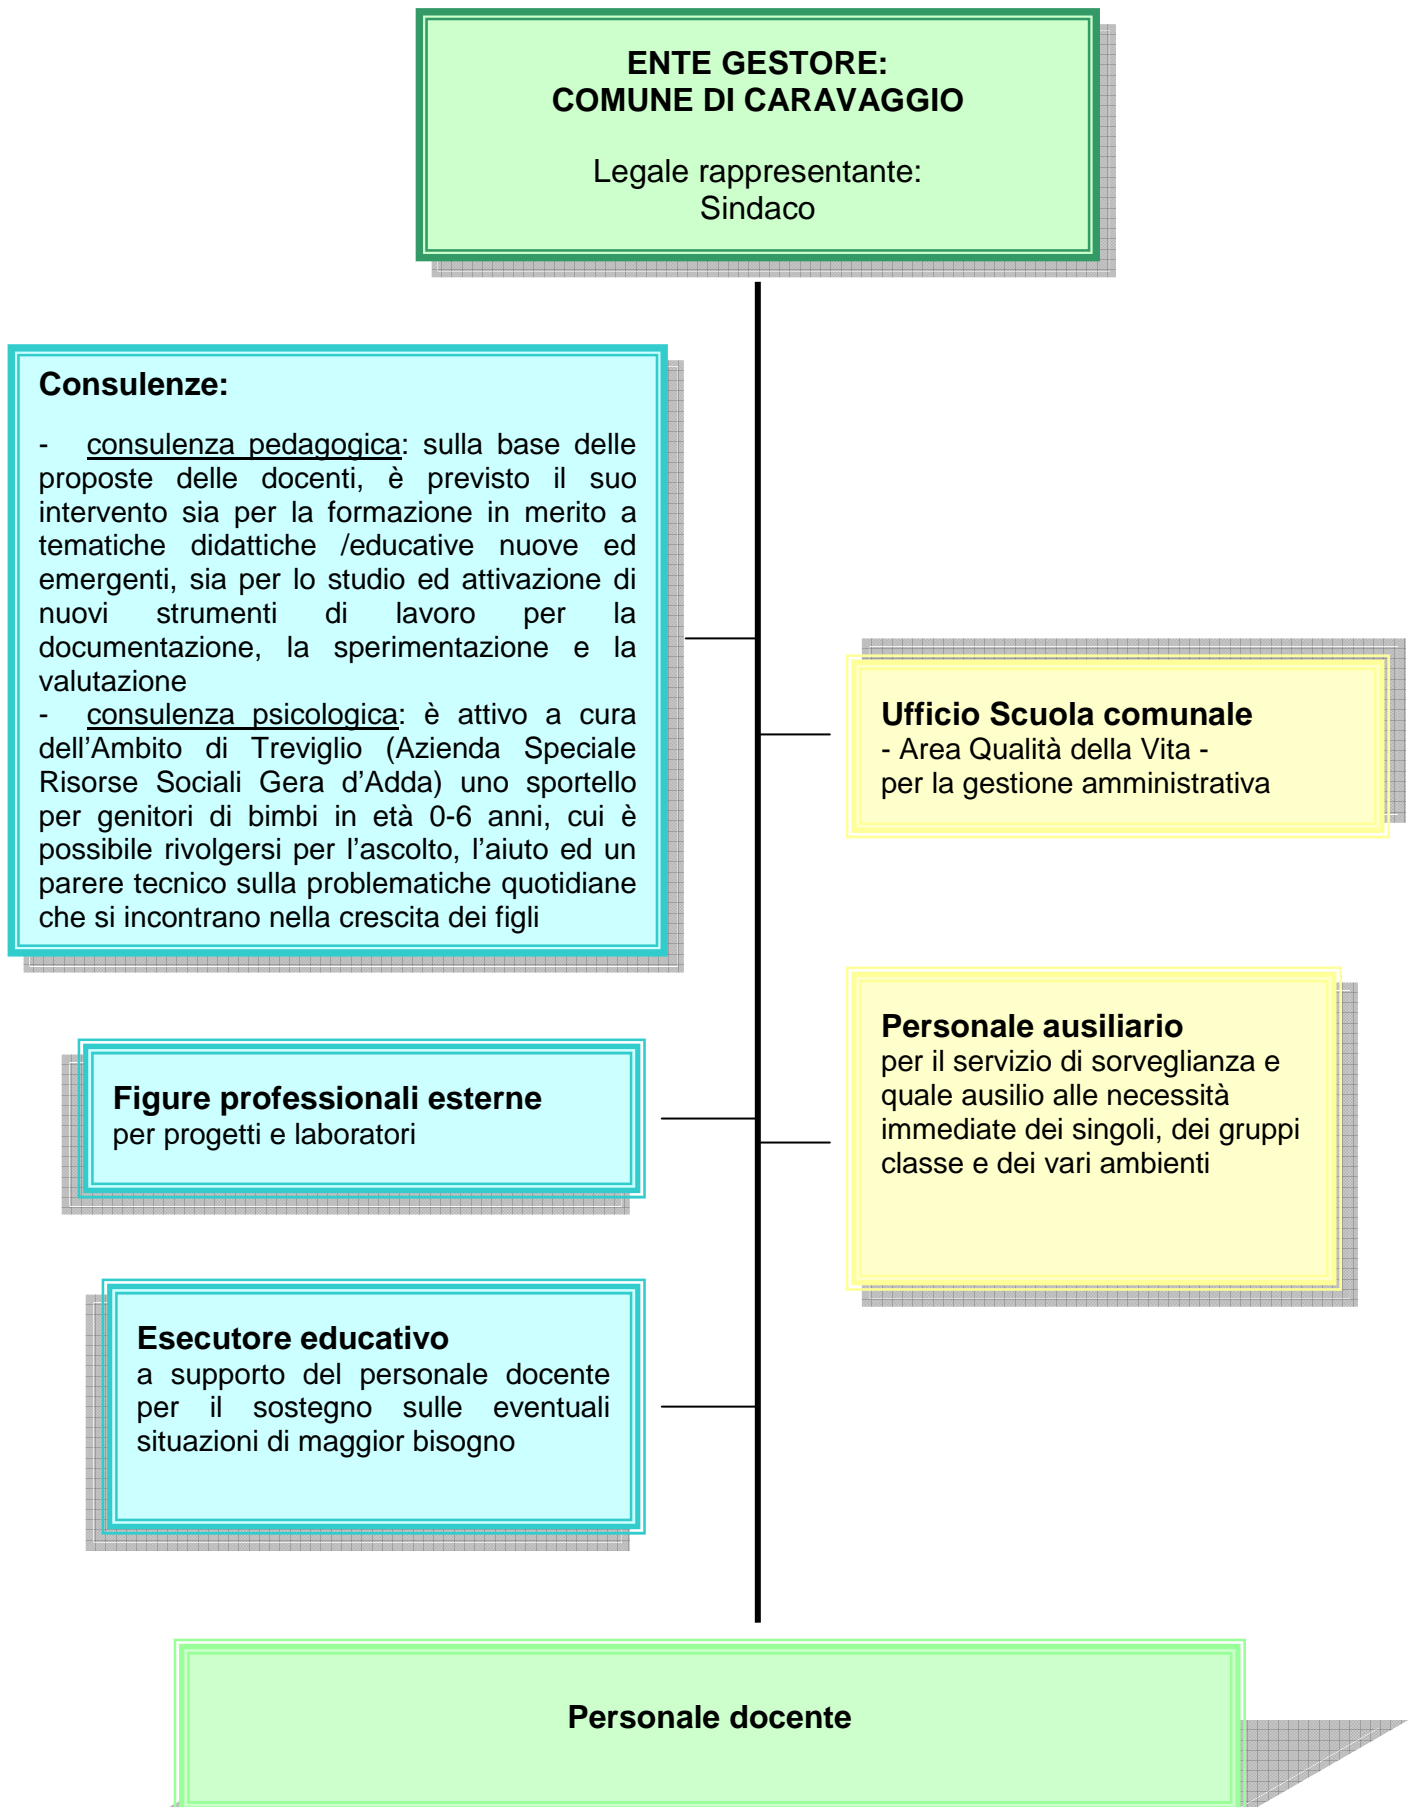 ENTE GESTORE:
COMUNE DI CARAVAGGIO
Legale rappresentante:
Sindaco
Consulenze:
- consulenza pedagogica: sulla base delle
proposte delle docenti, è previsto il suo
intervento sia per la formazione in merito a
tematiche didattiche /educative nuove ed
emergenti, sia per lo studio ed attivazione di
nuovi strumenti di lavoro per la
documentazione, la sperimentazione e la
valutazione
- consulenza psicologica: è attivo a cura
dell’Ambito di Treviglio (Azienda Speciale
Risorse Sociali Gera d’Adda) uno sportello
per genitori di bimbi in età 0-6 anni, cui è
possibile rivolgersi per l’ascolto, l’aiuto ed un
parere tecnico sulla problematiche quotidiane
che si incontrano nella crescita dei figli
Ufficio Scuola comunale
- Area Qualità della Vita -
per la gestione amministrativa
Personale ausiliario
per il servizio di sorveglianza e
quale ausilio alle necessità
immediate dei singoli, dei gruppi
classe e dei vari ambienti
Figure professionali esterne
per progetti e laboratori
Esecutore educativo
a supporto del personale docente
per il sostegno sulle eventuali
situazioni di maggior bisogno
Personale docente